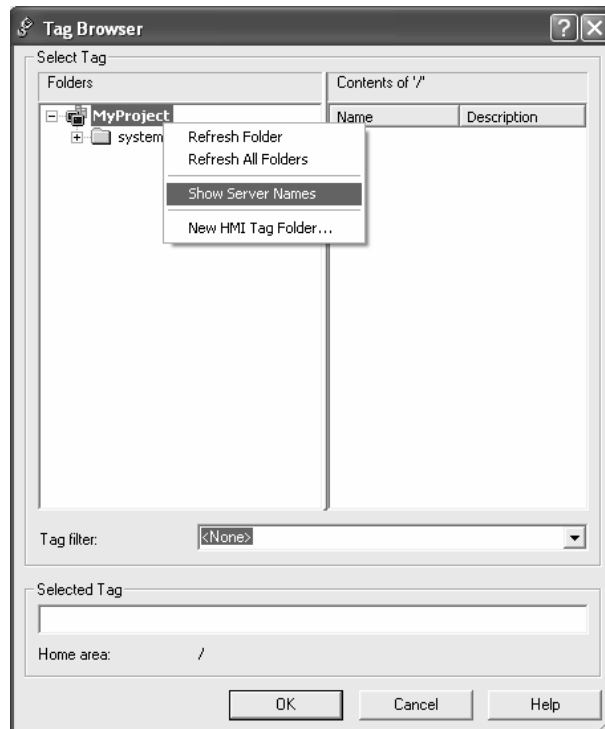 Tag Browser
Select Tag
Folders
Contents of '/'
MyProject
Name
Description
system
Refresh Folder
Refresh All Folders
Show Server Names
New HMI Tag Folder...
Tag filter:
<None>
Selected Tag
Home area:
/
OK
Cancel
Help